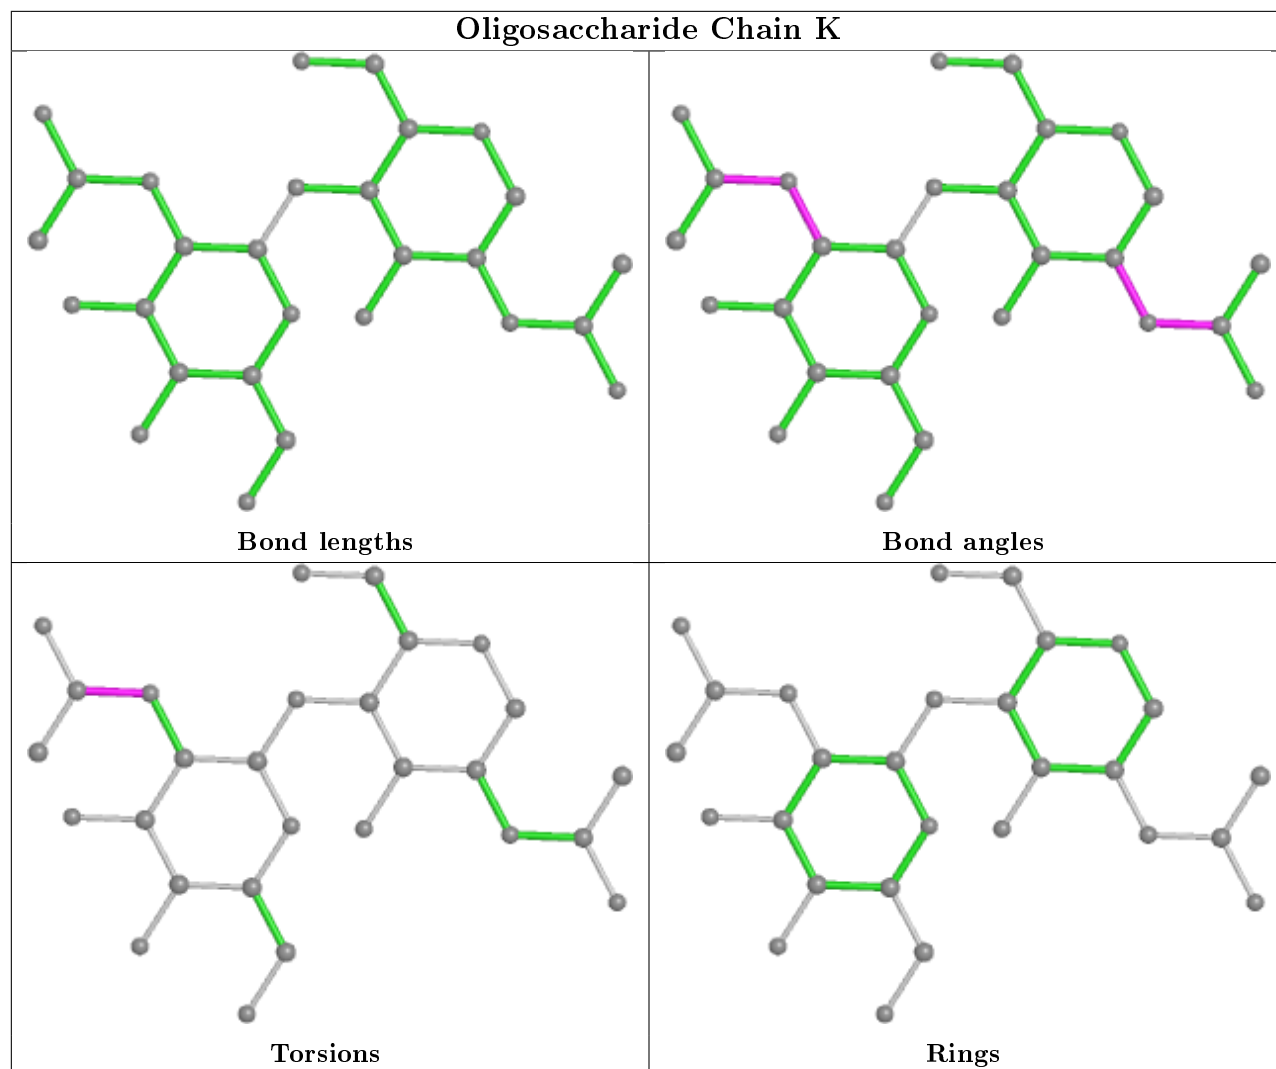 Oligosaccharide Chain K
Bond lengths
Bond angles
Torsions
Rings